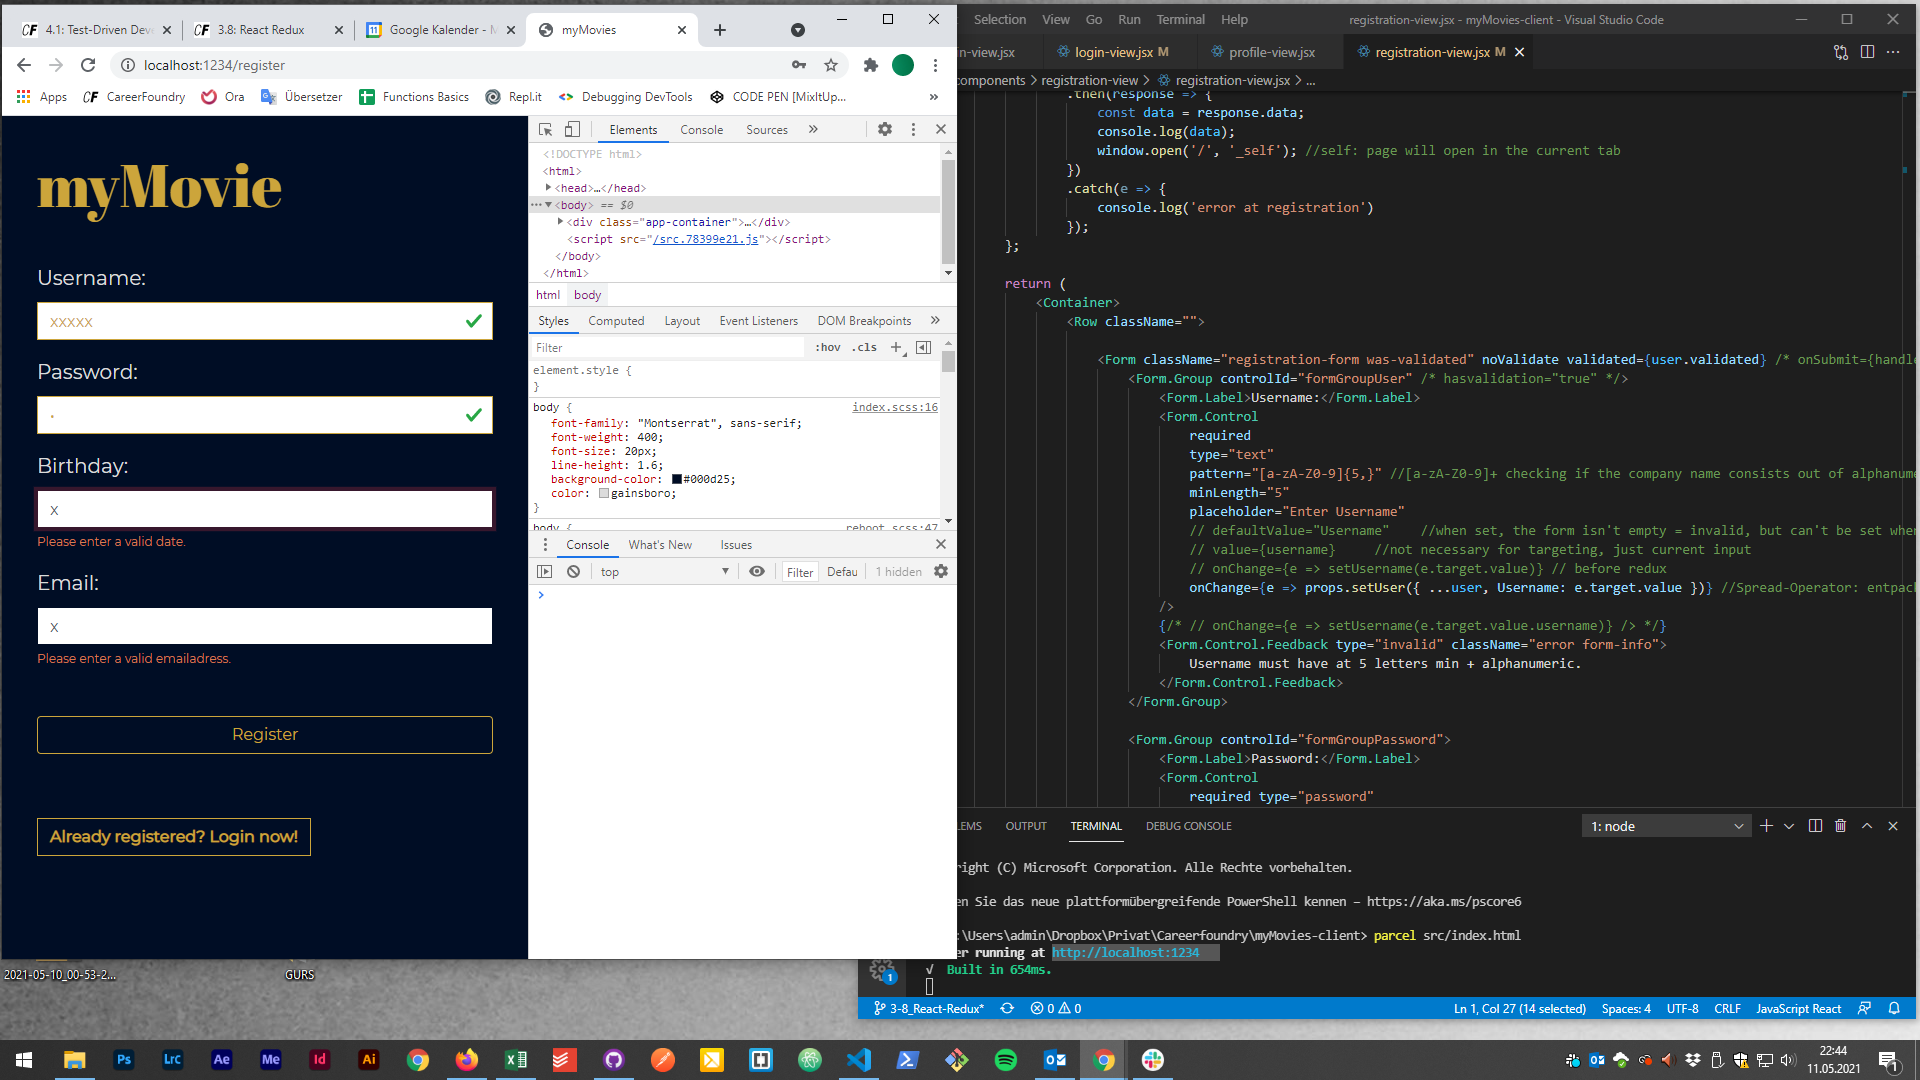 4.1: Test-Driven Dev
3.8: React Redux
Google Kalender - M
myMovies
localhost:1234/register
Apps
CareerFoundry
Ora
Übersetzer
Functions Basics
Repl.it
Debugging DevTools
CODE PEN [MixItUp...
»
myMovie
Username:
xxxxx
Password:
•
Birthday:
x
Please enter a valid date.
Email:
x
Please enter a valid emailadress.
Register
Already registered? Login now!
Elements
Console
Sources
»
<!DOCTYPE html>
<html>
<head>…</head>
<body> == $0
<div class="app-container">…</div>
<script src="/src.78399e21.js"></script>
</body>
</html>
html
body
Styles
Computed
Layout
Event Listeners
DOM Breakpoints
»
Filter
:hov
.cls
element.style {
}
body {
index.scss:16
font-family: "Montserrat", sans-serif;
font-weight: 400;
font-size: 20px;
line-height: 1.6;
background-color: #000d25;
color: gainsboro;
}
body {
reboot.scss:47
Console
What's New
Issues
top
Filter
Defau
1 hidden
Selection
View
Go
Run
Terminal
Help
registration-view.jsx - myMovies-client - Visual Studio Code
n-view.jsx
login-view.jsx M
profile-view.jsx
registration-view.jsx M
components > registration-view > registration-view.jsx > ...
.then(response => {
const data = response.data;
console.log(data);
window.open('/', '_self'); //self: page will open in the current tab
})
.catch(e => {
console.log('error at registration')
});
};
return (
<Container>
<Row className="">
<Form className="registration-form was-validated" noValidate validated={user.validated} /* onSubmit={handle
<Form.Group controlId="formGroupUser" /* hasvalidation="true" */>
<Form.Label>Username:</Form.Label>
<Form.Control
required
type="text"
pattern="[a-zA-Z0-9]{5,}" //[a-zA-Z0-9]+ checking if the company name consists out of alphanume
minLength="5"
placeholder="Enter Username"
// defaultValue="Username" //when set, the form isn't empty = invalid, but can't be set when
// value={username} //not necessary for targeting, just current input
// onChange={e => setUsername(e.target.value)} // before redux
onChange={e => props.setUser({ ...user, Username: e.target.value })} //Spread-Operator: entpack
/>
{/* // onChange={e => setUsername(e.target.value.username)} /> */}
<Form.Control.Feedback type="invalid" className="error form-info">
Username must have at 5 letters min + alphanumeric.
</Form.Control.Feedback>
</Form.Group>
<Form.Group controlId="formGroupPassword">
<Form.Label>Password:</Form.Label>
<Form.Control
required type="password"
LEMS
OUTPUT
TERMINAL
DEBUG CONSOLE
1: node
right (C) Microsoft Corporation. Alle Rechte vorbehalten.
en Sie das neue plattformübergreifende PowerShell kennen – https://aka.ms/pscore6
:\Users\admin\Dropbox\Privat\Careerfoundry\myMovies-client> parcel src/index.html
er running at http://localhost:1234
√ Built in 654ms.
1
3-8_React-Redux*
0
0
Ln 1, Col 27 (14 selected)
Spaces: 4
UTF-8
CRLF
JavaScript React
2021-05-10_00-53-2...
GURS
Ps
Lrc
Ae
Me
Id
Ai
22:44
11.05.2021
1